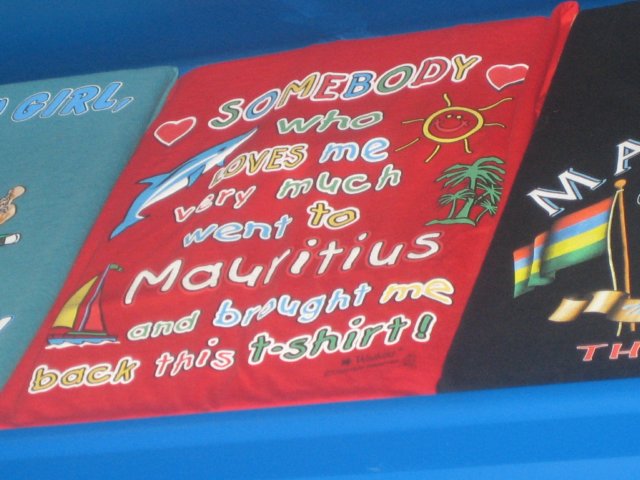 GIRL,
SOMEBODY
who
LOVES me
very much
went to
Mauritius
and brought me
back this t-shirt!
MA
TH